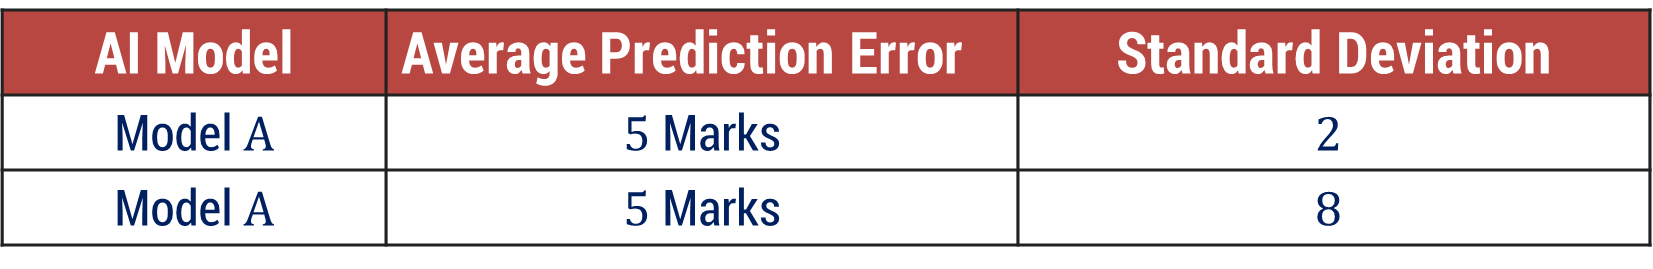 AI Model Average Prediction Error Standard Deviation
Model A 5 Marks 2
Model A 5 Marks 8